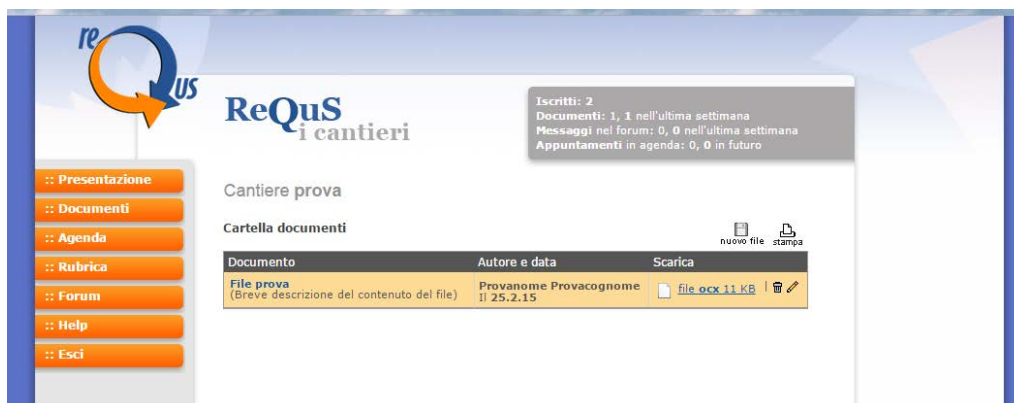 re
us
ReQuS
i cantieri
Iscritti: 2
Documenti: 1, 1 nell'ultima settimana
Messaggi nel forum: 0, 0 nell'ultima settimana
Appuntamenti in agenda: 0, 0 in futuro
:: Presentazione
:: Documenti
:: Agenda
:: Rubrica
:: Forum
:: Help
:: Esci
Cantiere prova
Cartella documenti
nuovo file stampa
Documento Autore e data Scarica
File prova Provanome Provacognome file ocx 11 KB |
(Breve descrizione del contenuto del file) Il 25.2.15